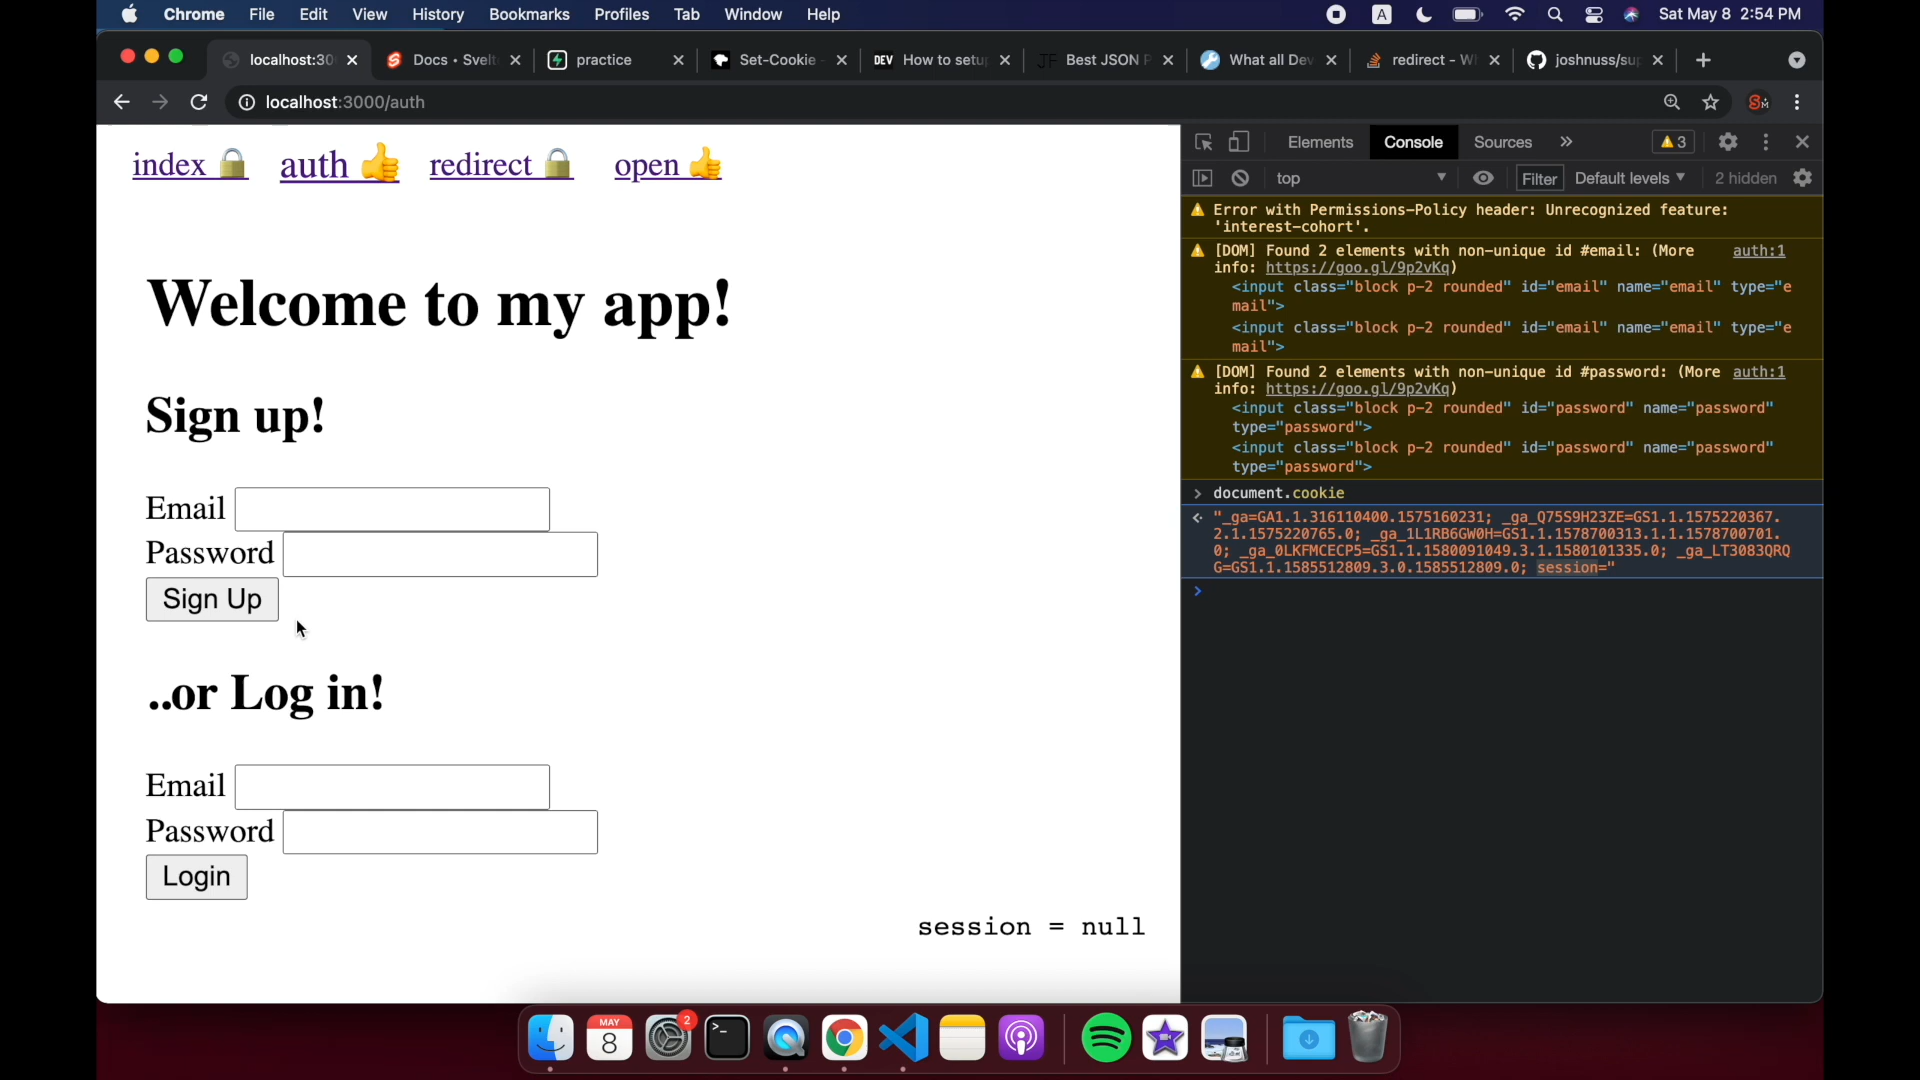 Chrome File Edit View History Bookmarks Profiles Tab Window Help A Sat May 8 2:54 PM
localhost:30 Docs • Svelt practice Set-Cookie - DEV How to setu JF Best JSON P What all Dev redirect - W joshnuss/sup
localhost:3000/auth
index 🔒 auth 👍 redirect 🔒 open 👍
Welcome to my app!
Sign up!
Email
Password
Sign Up
..or Log in!
Email
Password
Login
session = null
Elements Console Sources » 3
top Filter Default levels 2 hidden
Error with Permissions-Policy header: Unrecognized feature:
'interest-cohort'.
[DOM] Found 2 elements with non-unique id #email: (More auth:1
info: https://goo.gl/9p2vKq)
<input class="block p-2 rounded" id="email" name="email" type="e
mail">
<input class="block p-2 rounded" id="email" name="email" type="e
mail">
[DOM] Found 2 elements with non-unique id #password: (More auth:1
info: https://goo.gl/9p2vKq)
<input class="block p-2 rounded" id="password" name="password"
type="password">
<input class="block p-2 rounded" id="password" name="password"
type="password">
> document.cookie
"_ga=GA1.1.316110400.1575160231; _ga_Q75S9H23ZE=GS1.1.1575220367.
2.1.1575220765.0; _ga_1L1RB6GW0H=GS1.1.1578700313.1.1.1578700701.
0; _ga_0LKFMCECP5=GS1.1.1580091049.3.1.1580101335.0; _ga_LT3083QRQ
G=GS1.1.1585512809.3.0.1585512809.0; session="
>
MAY
8
2
>_